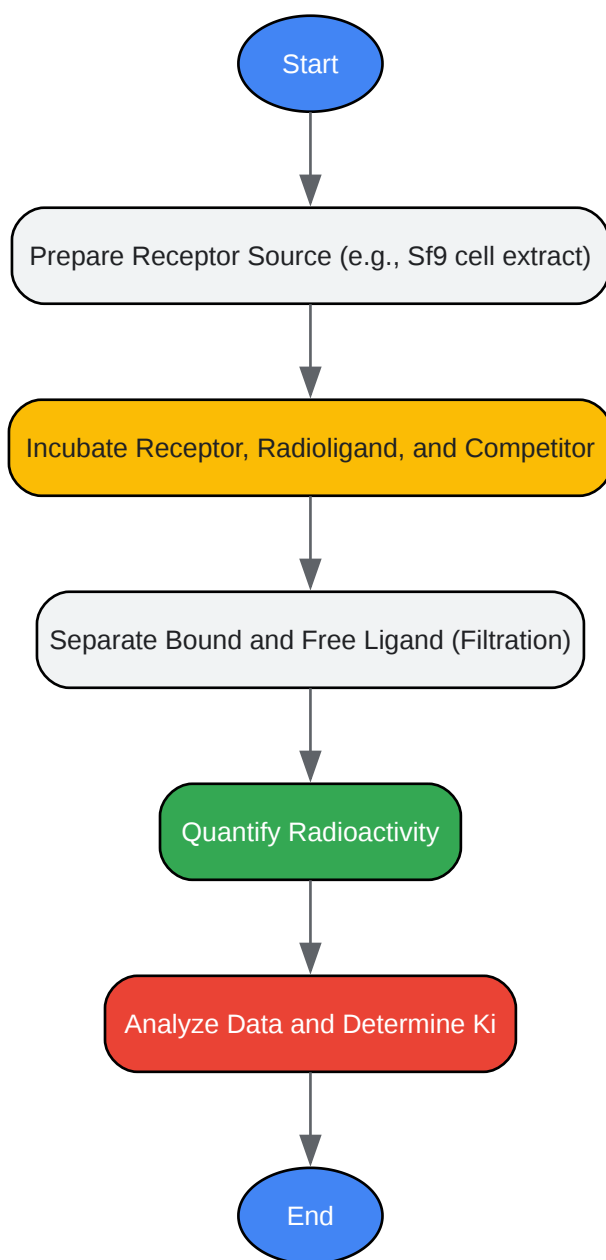 Start
Prepare Receptor Source (e.g., Sf9 cell extract)
Incubate Receptor, Radioligand, and Competitor
Separate Bound and Free Ligand (Filtration)
Quantify Radioactivity
Analyze Data and Determine Ki
End